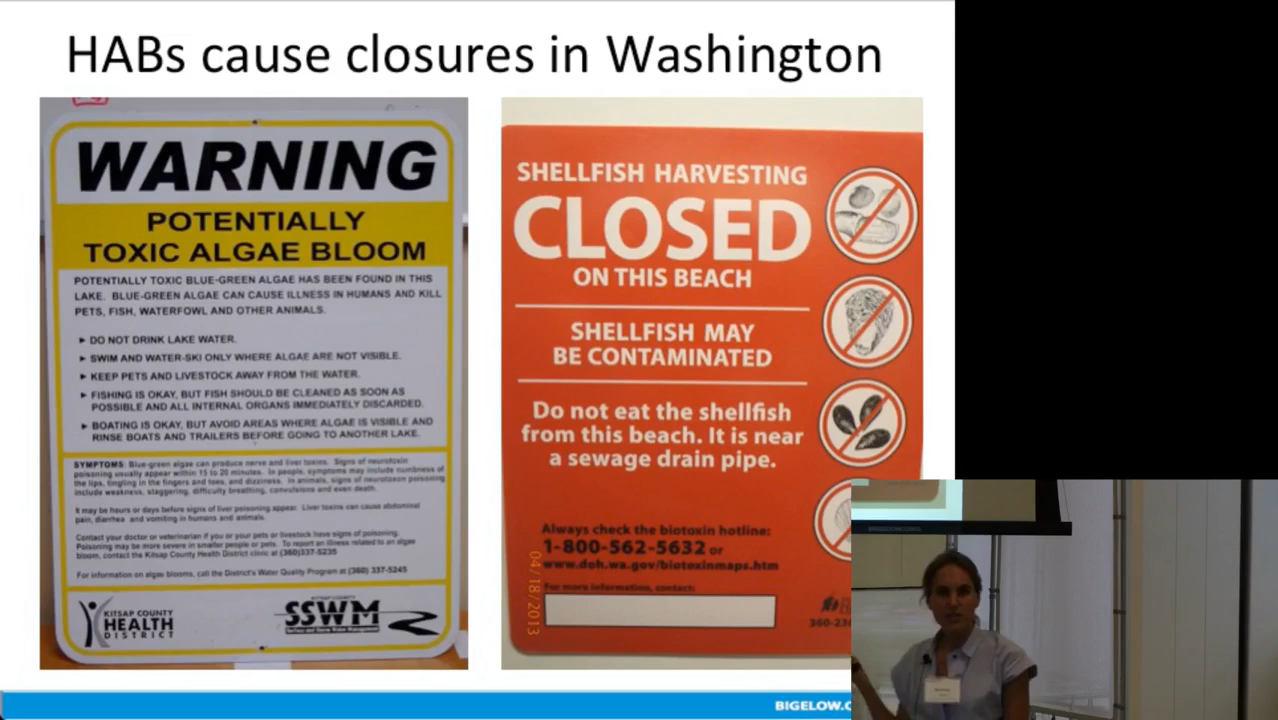 HABs cause closures in Washington
WARNING
POTENTIALLY
TOXIC ALGAE BLOOM
POTENTIALLY TOXIC BLUE-GREEN ALGAE HAS BEEN FOUND IN THIS
LAKE. BLUE-GREEN ALGAE CAN CAUSE ILLNESS IN HUMANS AND KILL
PETS, FISH, WATERFOWL AND OTHER ANIMALS.
▸ DO NOT DRINK LAKE WATER.
▸ SWIM AND WATER-SKI ONLY WHERE ALGAE ARE NOT VISIBLE.
▸ KEEP PETS AND LIVESTOCK AWAY FROM THE WATER.
▸ FISHING IS OKAY, BUT FISH SHOULD BE CLEANED AS SOON AS
POSSIBLE AND ALL INTERNAL ORGANS IMMEDIATELY DISCARDED.
▸ BOATING IS OKAY, BUT AVOID AREAS WHERE ALGAE IS VISIBLE AND
RINSE BOATS AND TRAILERS BEFORE GOING TO ANOTHER LAKE.
SYMPTOMS: Blue-green algae can produce nerve and liver toxins. Signs of neurotoxin
poisoning usually appear within 15 to 20 minutes. In people, symptoms may include numbness of
the lips, tingling in the fingers and toes, and dizziness. In animals, signs of neurotoxin poisoning
include weakness, staggering, difficulty breathing, convulsions and even death.
It may be hours or days before signs of liver poisoning appear. Liver toxins can cause abdominal
pain, diarrhea and vomiting in humans and animals.
Contact your doctor or veterinarian if you or your pets or livestock have signs of poisoning.
Poisoning may be more severe in smaller people or pets. To report an illness related to an algae
bloom, contact the Kitsap County Health District clinic at (360)337-5235
For information on algae blooms, call the District's Water Quality Program at (360) 337-5245
KITSAP COUNTY
HEALTH
DISTRICT
KITSAP COUNTY
SSWM
Surface and Storm Water Management
SHELLFISH HARVESTING
CLOSED
ON THIS BEACH
SHELLFISH MAY
BE CONTAMINATED
Do not eat the shellfish
from this beach. It is near
a sewage drain pipe.
Always check the biotoxin hotline:
1-800-562-5632 or
www.doh.wa.gov/biotoxinmaps.htm
For more information, contact:
04/18/2013
BIGELOW.